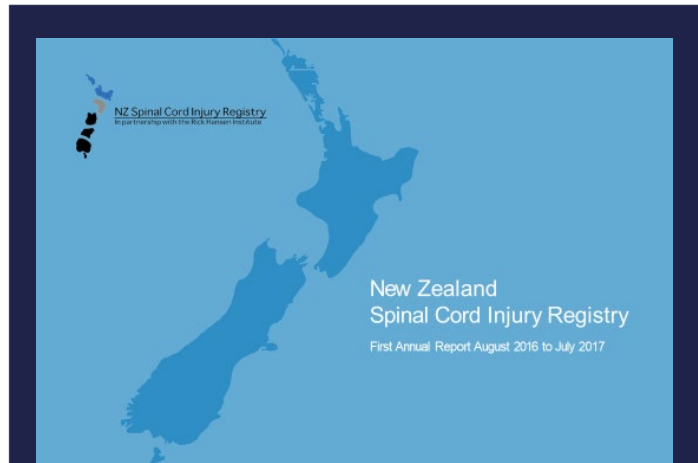 NZ Spinal Cord Injury Registry
In partnership with the Rick Hansen Institute
New Zealand
Spinal Cord Injury Registry
First Annual Report August 2016 to July 2017